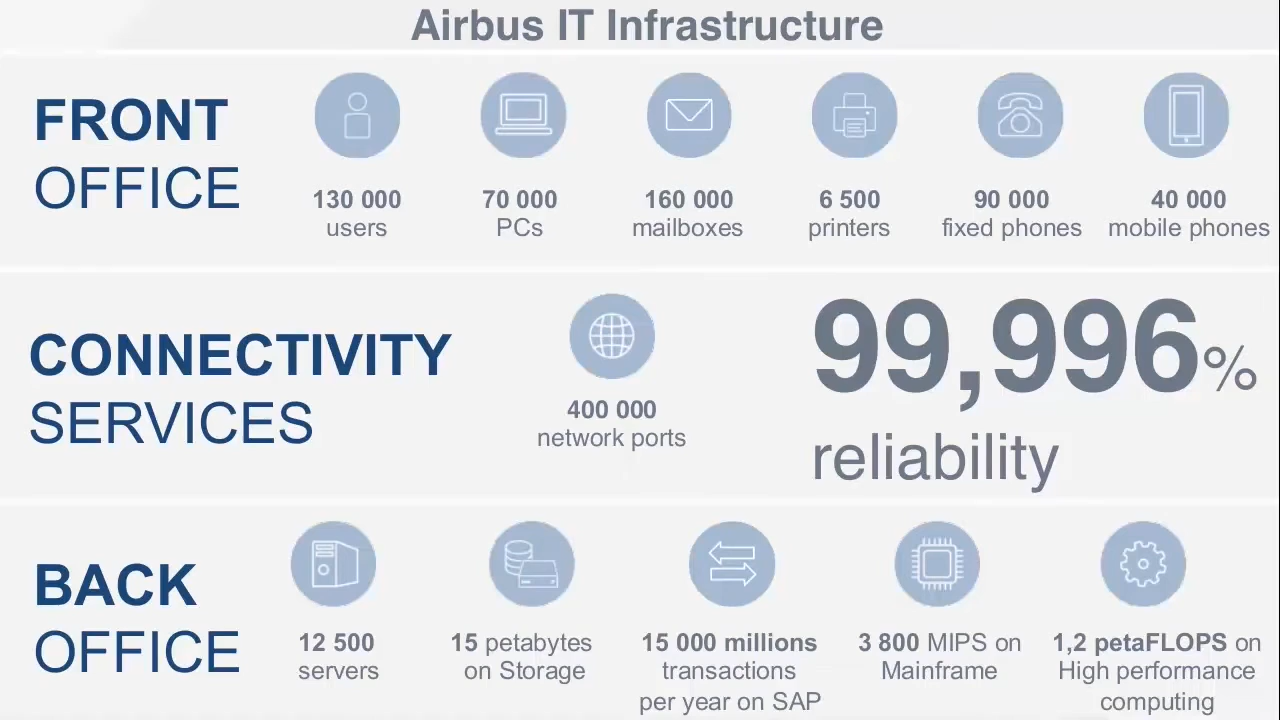 Airbus IT Infrastructure
FRONT
OFFICE
130 000
users
70 000
PCs
160 000
mailboxes
6 500
printers
90 000
fixed phones
40 000
mobile phones
CONNECTIVITY
SERVICES
400 000
network ports
99,996%
reliability
BACK
OFFICE
12 500
servers
15 petabytes
on Storage
15 000 millions
transactions
per year on SAP
3 800 MIPS on
Mainframe
1,2 petaFLOPS on
High performance
computing